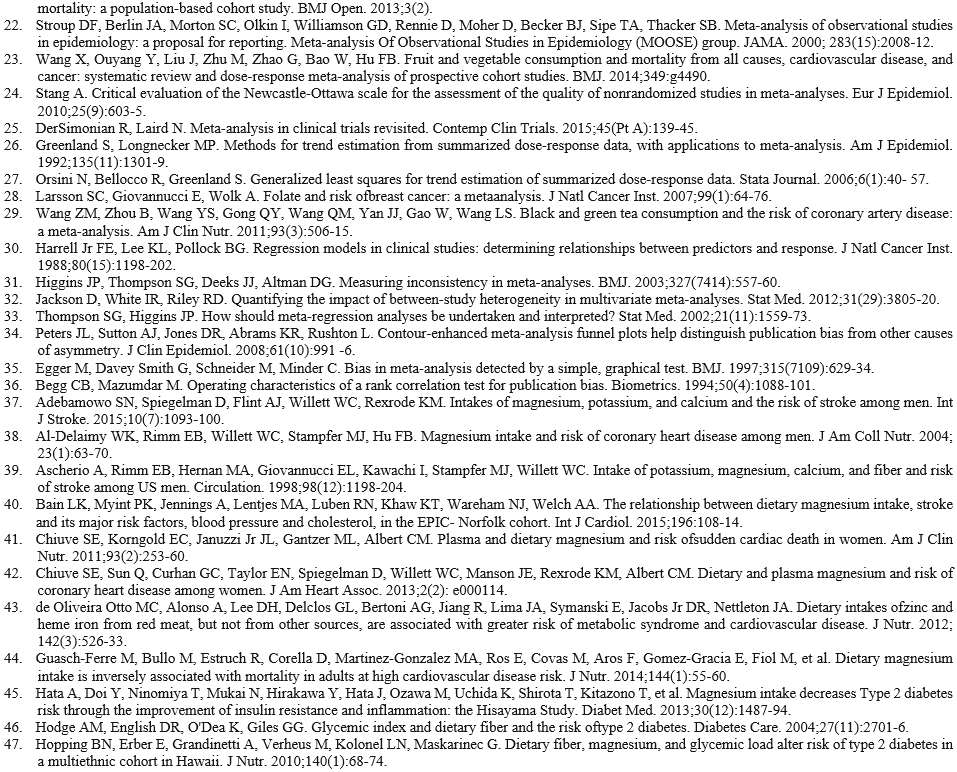 mortality: a population-based cohort study. BMJ Open. 2013;3(2).
22. Stroup DF, Berlin JA, Morton SC, Olkin I, Williamson GD, Rennie D, Moher D, Becker BJ, Sipe TA, Thacker SB. Meta-analysis of observational studies
in epidemiology: a proposal for reporting. Meta-analysis Of Observational Studies in Epidemiology (MOOSE) group. JAMA. 2000; 283(15):2008-12.
23. Wang X, Ouyang Y, Liu J, Zhu M, Zhao G, Bao W, Hu FB. Fruit and vegetable consumption and mortality from all causes, cardiovascular disease, and
cancer: systematic review and dose-response meta-analysis of prospective cohort studies. BMJ. 2014;349:g4490.
24. Stang A. Critical evaluation of the Newcastle-Ottawa scale for the assessment of the quality of nonrandomized studies in meta-analyses. Eur J Epidemiol.
2010;25(9):603-5.
25. DerSimonian R, Laird N. Meta-analysis in clinical trials revisited. Contemp Clin Trials. 2015;45(Pt A):139-45.
26. Greenland S, Longnecker MP. Methods for trend estimation from summarized dose-response data, with applications to meta-analysis. Am J Epidemiol.
1992;135(11):1301-9.
27. Orsini N, Bellocco R, Greenland S. Generalized least squares for trend estimation of summarized dose-response data. Stata Journal. 2006;6(1):40- 57.
28. Larsson SC, Giovannucci E, Wolk A. Folate and risk ofbreast cancer: a metaanalysis. J Natl Cancer Inst. 2007;99(1):64-76.
29. Wang ZM, Zhou B, Wang YS, Gong QY, Wang QM, Yan JJ, Gao W, Wang LS. Black and green tea consumption and the risk of coronary artery disease:
a meta-analysis. Am J Clin Nutr. 2011;93(3):506-15.
30. Harrell Jr FE, Lee KL, Pollock BG. Regression models in clinical studies: determining relationships between predictors and response. J Natl Cancer Inst.
1988;80(15):1198-202.
31. Higgins JP, Thompson SG, Deeks JJ, Altman DG. Measuring inconsistency in meta-analyses. BMJ. 2003;327(7414):557-60.
32. Jackson D, White IR, Riley RD. Quantifying the impact of between-study heterogeneity in multivariate meta-analyses. Stat Med. 2012;31(29):3805-20.
33. Thompson SG, Higgins JP. How should meta-regression analyses be undertaken and interpreted? Stat Med. 2002;21(11):1559-73.
34. Peters JL, Sutton AJ, Jones DR, Abrams KR, Rushton L. Contour-enhanced meta-analysis funnel plots help distinguish publication bias from other causes
of asymmetry. J Clin Epidemiol. 2008;61(10):991 -6.
35. Egger M, Davey Smith G, Schneider M, Minder C. Bias in meta-analysis detected by a simple, graphical test. BMJ. 1997;315(7109):629-34.
36. Begg CB, Mazumdar M. Operating characteristics of a rank correlation test for publication bias. Biometrics. 1994;50(4):1088-101.
37. Adebamowo SN, Spiegelman D, Flint AJ, Willett WC, Rexrode KM. Intakes of magnesium, potassium, and calcium and the risk of stroke among men. Int
J Stroke. 2015;10(7):1093-100.
38. Al-Delaimy WK, Rimm EB, Willett WC, Stampfer MJ, Hu FB. Magnesium intake and risk of coronary heart disease among men. J Am Coll Nutr. 2004;
23(1):63-70.
39. Ascherio A, Rimm EB, Hernan MA, Giovannucci EL, Kawachi I, Stampfer MJ, Willett WC. Intake of potassium, magnesium, calcium, and fiber and risk
of stroke among US men. Circulation. 1998;98(12):1198-204.
40. Bain LK, Myint PK, Jennings A, Lentjes MA, Luben RN, Khaw KT, Wareham NJ, Welch AA. The relationship between dietary magnesium intake, stroke
and its major risk factors, blood pressure and cholesterol, in the EPIC- Norfolk cohort. Int J Cardiol. 2015;196:108-14.
41. Chiuve SE, Korngold EC, Januzzi Jr JL, Gantzer ML, Albert CM. Plasma and dietary magnesium and risk ofsudden cardiac death in women. Am J Clin
Nutr. 2011;93(2):253-60.
42. Chiuve SE, Sun Q, Curhan GC, Taylor EN, Spiegelman D, Willett WC, Manson JE, Rexrode KM, Albert CM. Dietary and plasma magnesium and risk of
coronary heart disease among women. J Am Heart Assoc. 2013;2(2): e000114.
43. de Oliveira Otto MC, Alonso A, Lee DH, Delclos GL, Bertoni AG, Jiang R, Lima JA, Symanski E, Jacobs Jr DR, Nettleton JA. Dietary intakes ofzinc and
heme iron from red meat, but not from other sources, are associated with greater risk of metabolic syndrome and cardiovascular disease. J Nutr. 2012;
142(3):526-33.
44. Guasch-Ferre M, Bullo M, Estruch R, Corella D, Martinez-Gonzalez MA, Ros E, Covas M, Aros F, Gomez-Gracia E, Fiol M, et al. Dietary magnesium
intake is inversely associated with mortality in adults at high cardiovascular disease risk. J Nutr. 2014;144(1):55-60.
45. Hata A, Doi Y, Ninomiya T, Mukai N, Hirakawa Y, Hata J, Ozawa M, Uchida K, Shirota T, Kitazono T, et al. Magnesium intake decreases Type 2 diabetes
risk through the improvement of insulin resistance and inflammation: the Hisayama Study. Diabet Med. 2013;30(12):1487-94.
46. Hodge AM, English DR, O'Dea K, Giles GG. Glycemic index and dietary fiber and the risk oftype 2 diabetes. Diabetes Care. 2004;27(11):2701-6.
47. Hopping BN, Erber E, Grandinetti A, Verheus M, Kolonel LN, Maskarinec G. Dietary fiber, magnesium, and glycemic load alter risk of type 2 diabetes in
a multiethnic cohort in Hawaii. J Nutr. 2010;140(1):68-74.